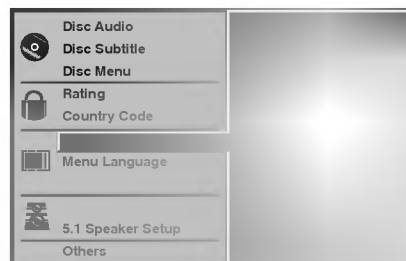 Disc Audio
Disc Subtitle
Disc Menu
Rating
Country Code
Menu Language
5.1 Speaker Setup
Others